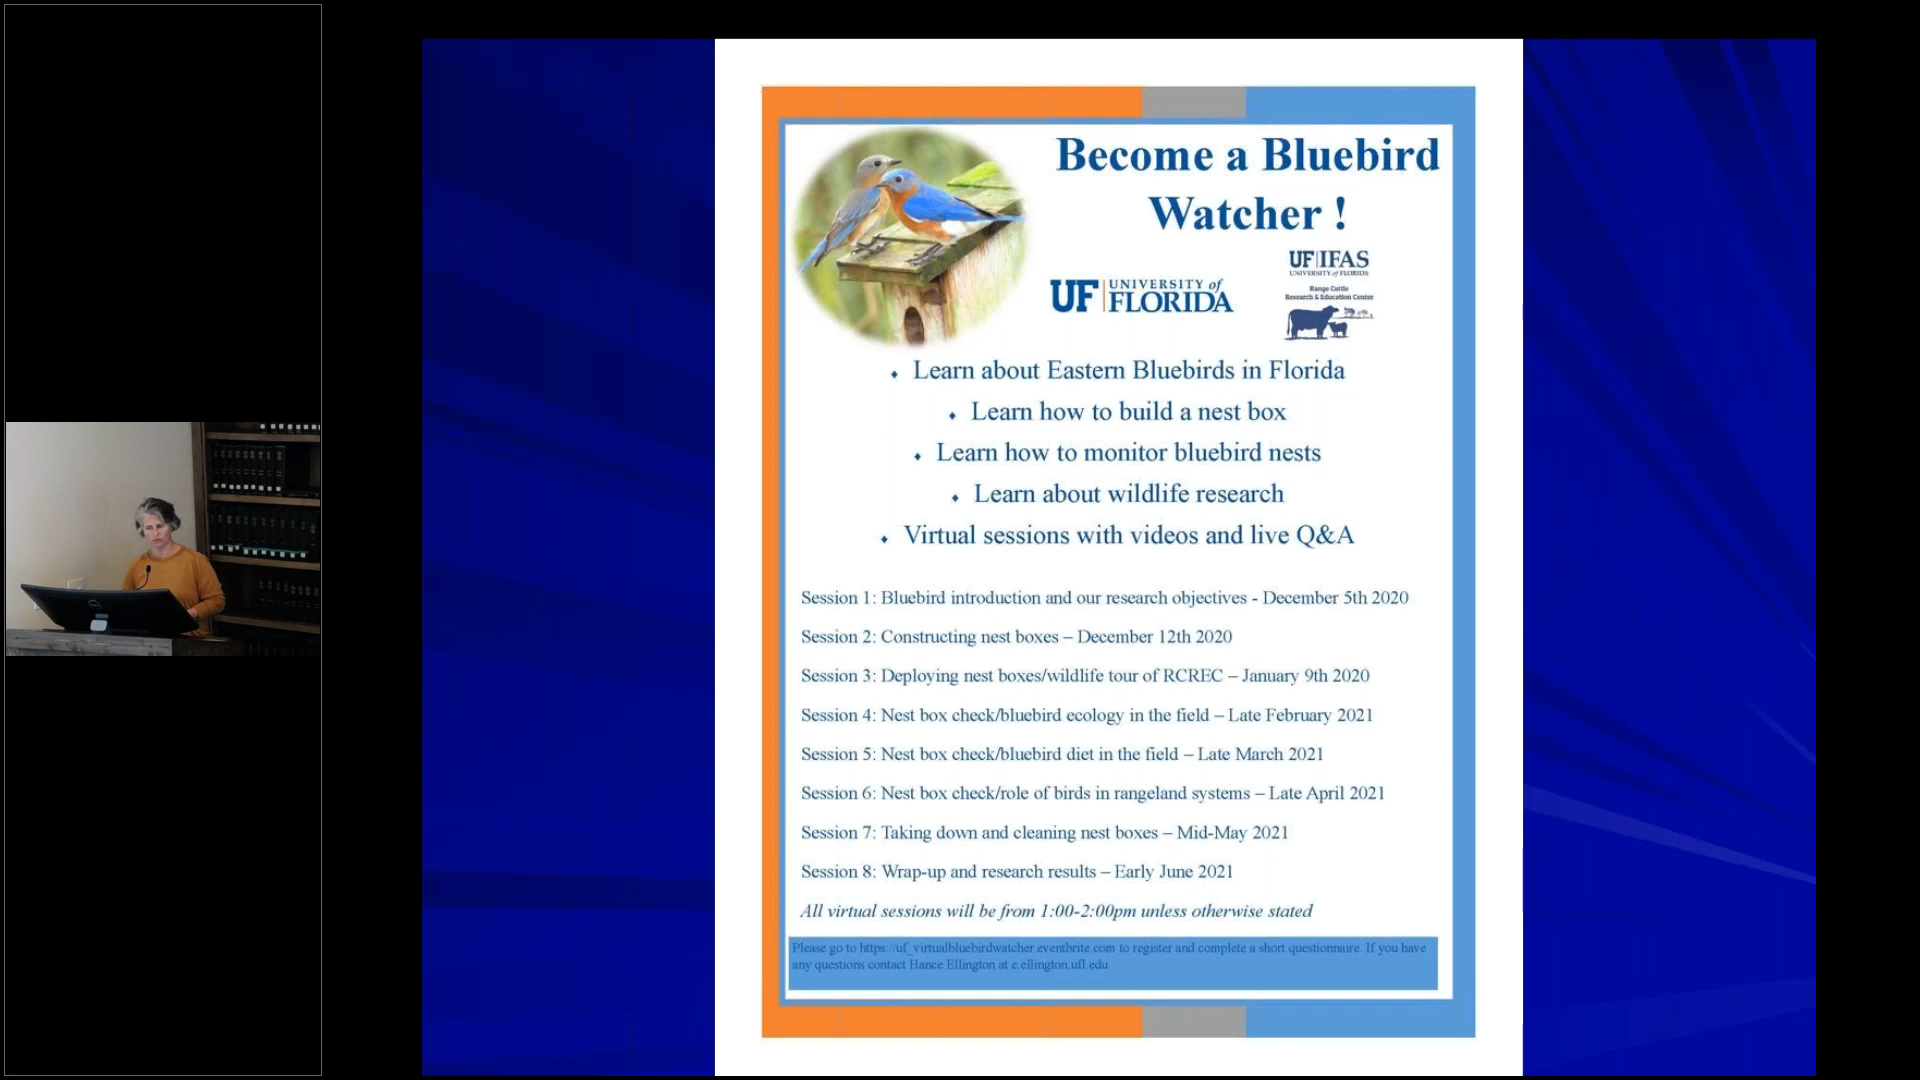 Become a Bluebird
Watcher !
UF|IFAS
UNIVERSITY of FLORIDA
UF | UNIVERSITY of
FLORIDA
Range Cattle
Research & Education Center
Learn about Eastern Bluebirds in Florida
Learn how to build a nest box
Learn how to monitor bluebird nests
Learn about wildlife research
Virtual sessions with videos and live Q&A
Session 1: Bluebird introduction and our research objectives - December 5th 2020
Session 2: Constructing nest boxes – December 12th 2020
Session 3: Deploying nest boxes/wildlife tour of RCREC – January 9th 2020
Session 4: Nest box check/bluebird ecology in the field – Late February 2021
Session 5: Nest box check/bluebird diet in the field – Late March 2021
Session 6: Nest box check/role of birds in rangeland systems – Late April 2021
Session 7: Taking down and cleaning nest boxes – Mid-May 2021
Session 8: Wrap-up and research results – Early June 2021
All virtual sessions will be from 1:00-2:00pm unless otherwise stated
Please go to https://uf_virtualbluebirdwatcher.eventbrite.com to register and complete a short questionnaire. If you have
any questions contact Hance Ellington at e.ellington.ufl.edu